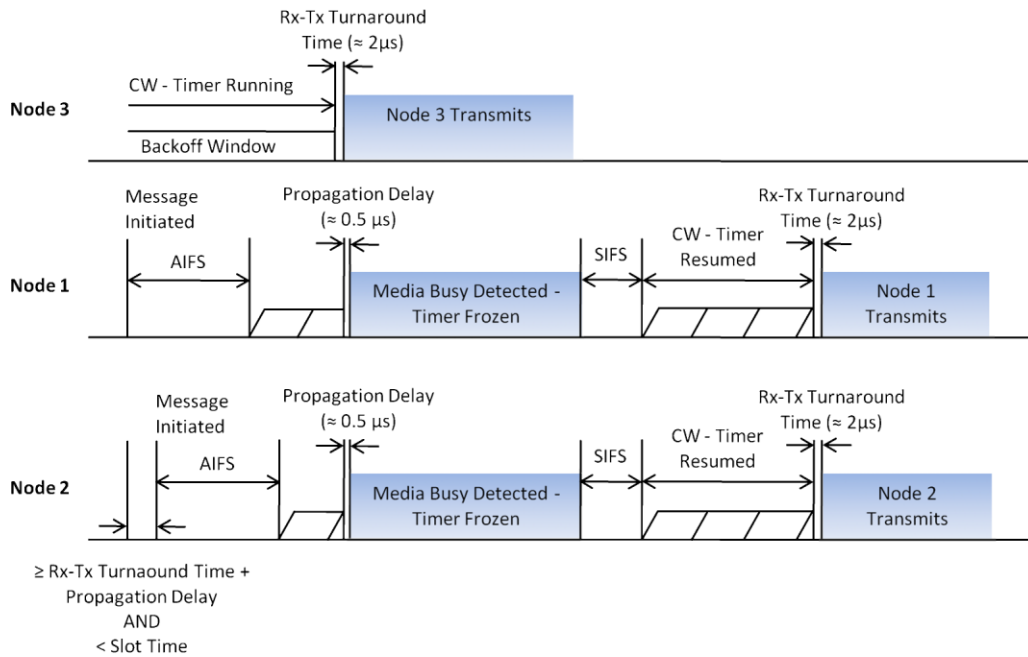 Rx-Tx Turnaround
Time (≈ 2µs)
CW - Timer Running
Node 3
Node 3 Transmits
Backoff Window
Message
Initiated
Propagation Delay
(≈ 0.5 µs)
Rx-Tx Turnaround
Time (≈ 2µs)
AIFS
SIFS
CW - Timer
Resumed
Node 1
Media Busy Detected -
Timer Frozen
Node 1
Transmits
Message
Initiated
Propagation Delay
(≈ 0.5 µs)
Rx-Tx Turnaround
Time (≈ 2µs)
AIFS
SIFS
CW - Timer
Resumed
Node 2
Media Busy Detected -
Timer Frozen
Node 2
Transmits
≥ Rx-Tx Turnaound Time +
Propagation Delay
AND
< Slot Time